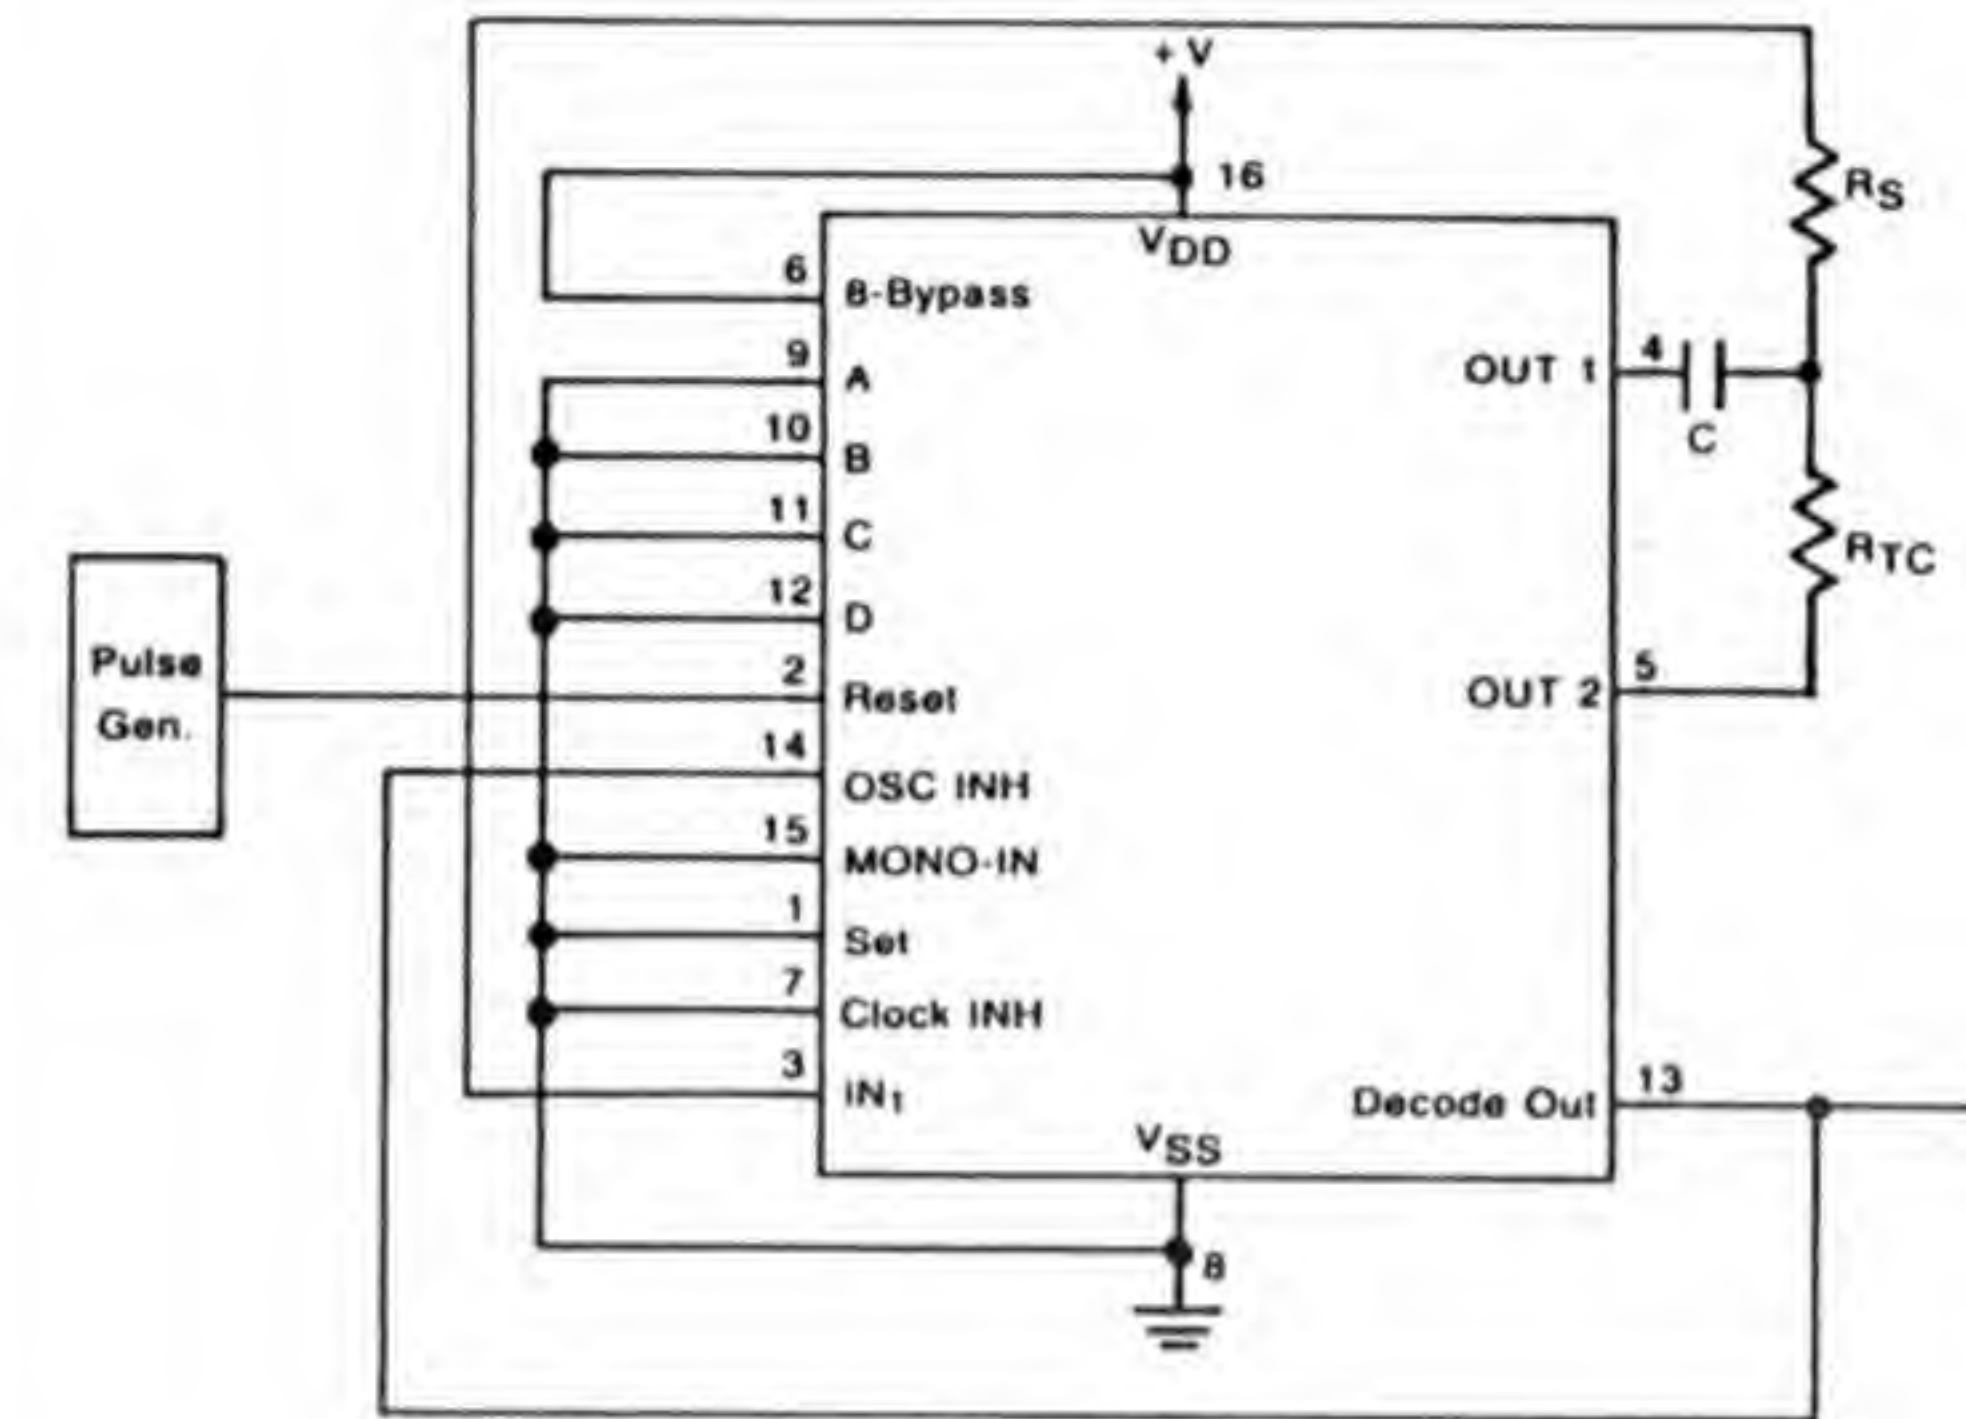 + V
16
VDD
RS
6
8-Bypass
9
A
OUT 1
4
C
10
B
11
C
12
D
RTC
Pulse
Gen.
2
Reset
OUT 2
5
14
OSC INH
15
MONO-IN
1
Set
7
Clock INH
3
IN1
Decode Out
13
VSS
8